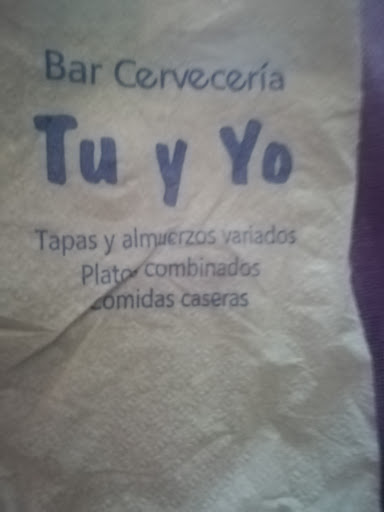 Bar Cervecería
Tu y Yo
Tapas y almuerzos variados
Platos combinados
Comidas caseras